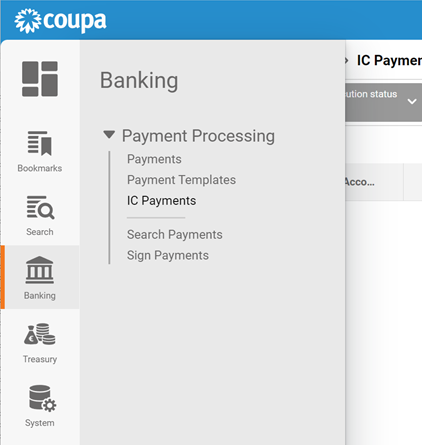 coupa
Banking
IC Paymen
ution status
Payment Processing
Payments
Payment Templates
IC Payments
Search Payments
Sign Payments
Acco...
Bookmarks
Search
Banking
Treasury
System